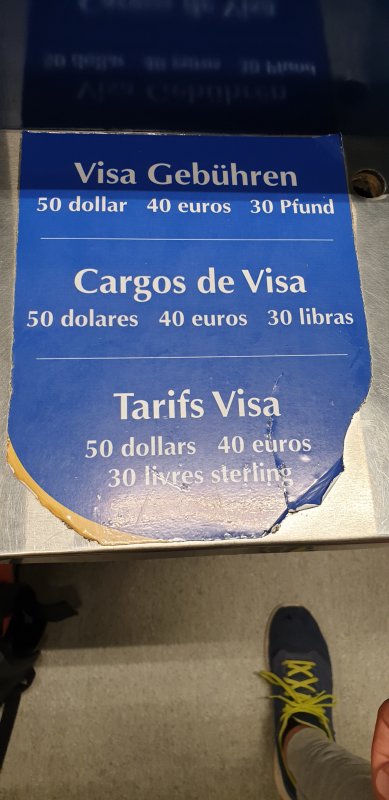 Visa Gebühren
50 dollar 40 euros 30 Pfund
Cargos de Visa
50 dolares 40 euros 30 libras
Tarifs Visa
50 dollars 40 euros
30 livres sterling